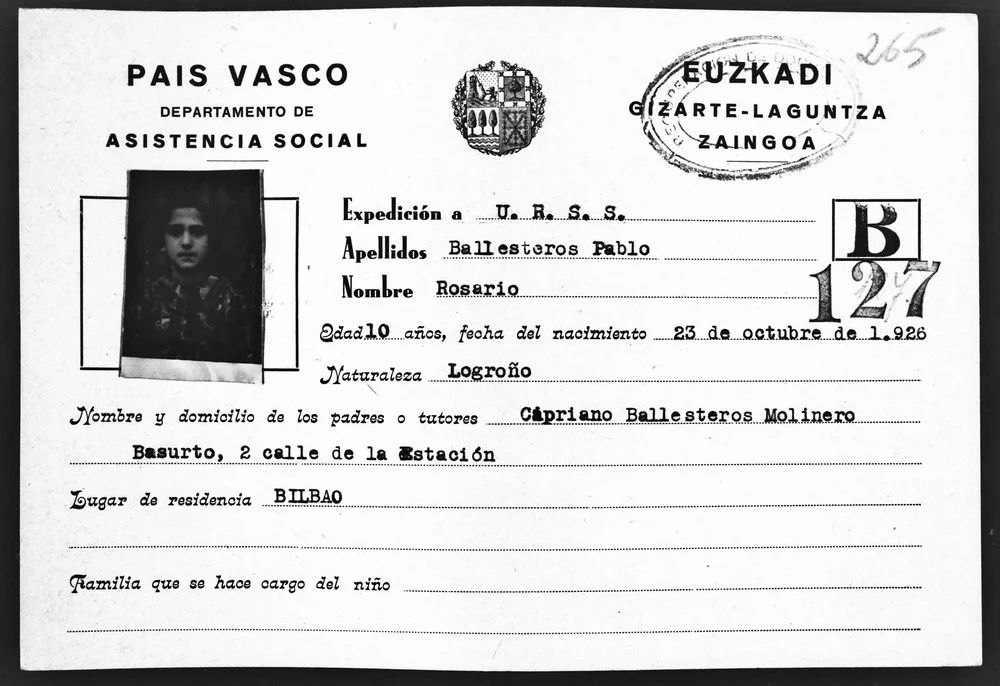 265
PAIS VASCO
DEPARTAMENTO DE
ASISTENCIA SOCIAL
EUZKADI
GIZARTE-LAGUNTZA
ZAINGOA
Expedición a U. R. S. S.
B
127
Apellidos Ballesteros Pablo
Nombre Rosario
Edad 10 años, fecha del nacimiento 23 de octubre de 1.926
Naturaleza Logroño
Nombre y domicilio de los padres o tutores Cipriano Ballesteros Molinero
Basurto, 2 calle de la Estación
Lugar de residencia BILBAO
Familia que se hace cargo del niño